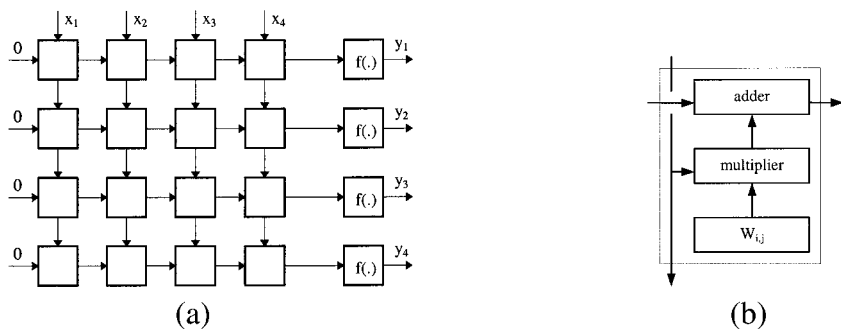 x₁ x₂ x₃ x₄
0 f(.) y₁
0 f(.) y₂
0 f(.) y₃
0 f(.) y₄
(a)
adder
multiplier
Wᵢ,ⱼ
(b)